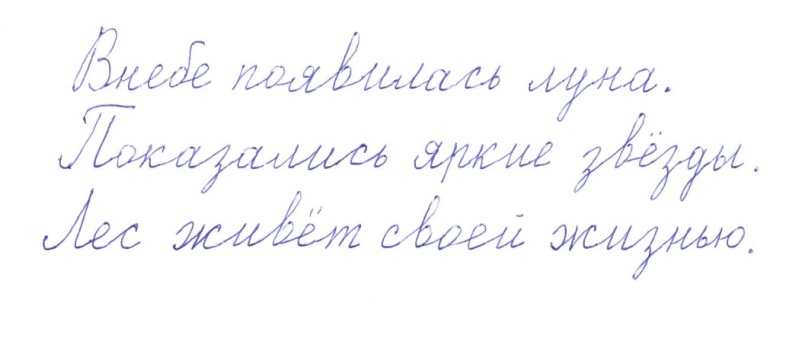 Внебе появилась луна.
Показались яркие звёзды.
Лес живёт своей жизнью.